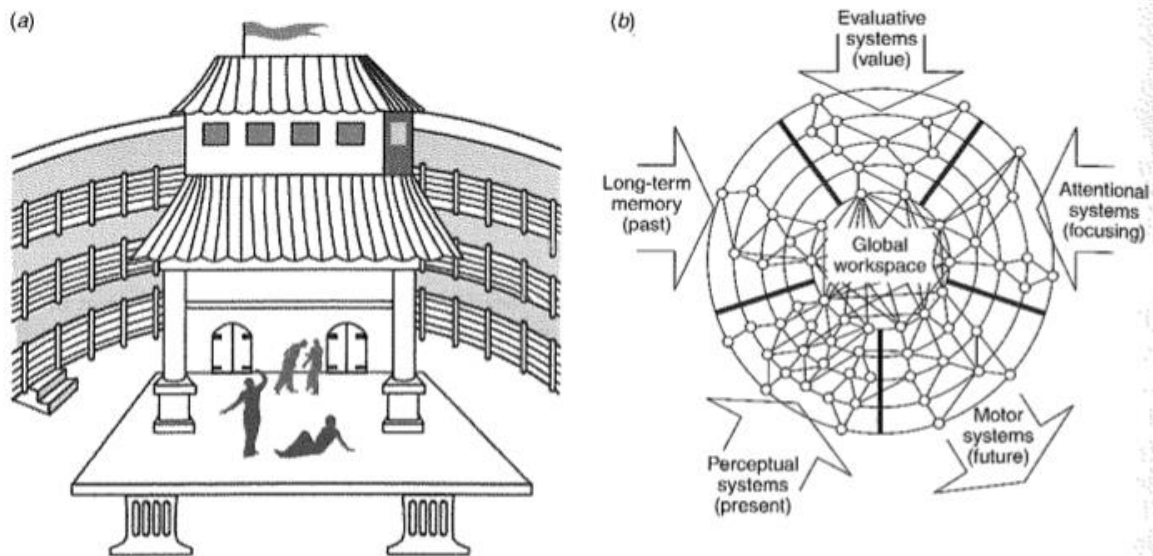 (a)
(b)
Evaluative
systems
(value)
Long-term
memory
(past)
Attentional
systems
(focusing)
Global
workspace
Motor
systems
(future)
Perceptual
systems
(present)